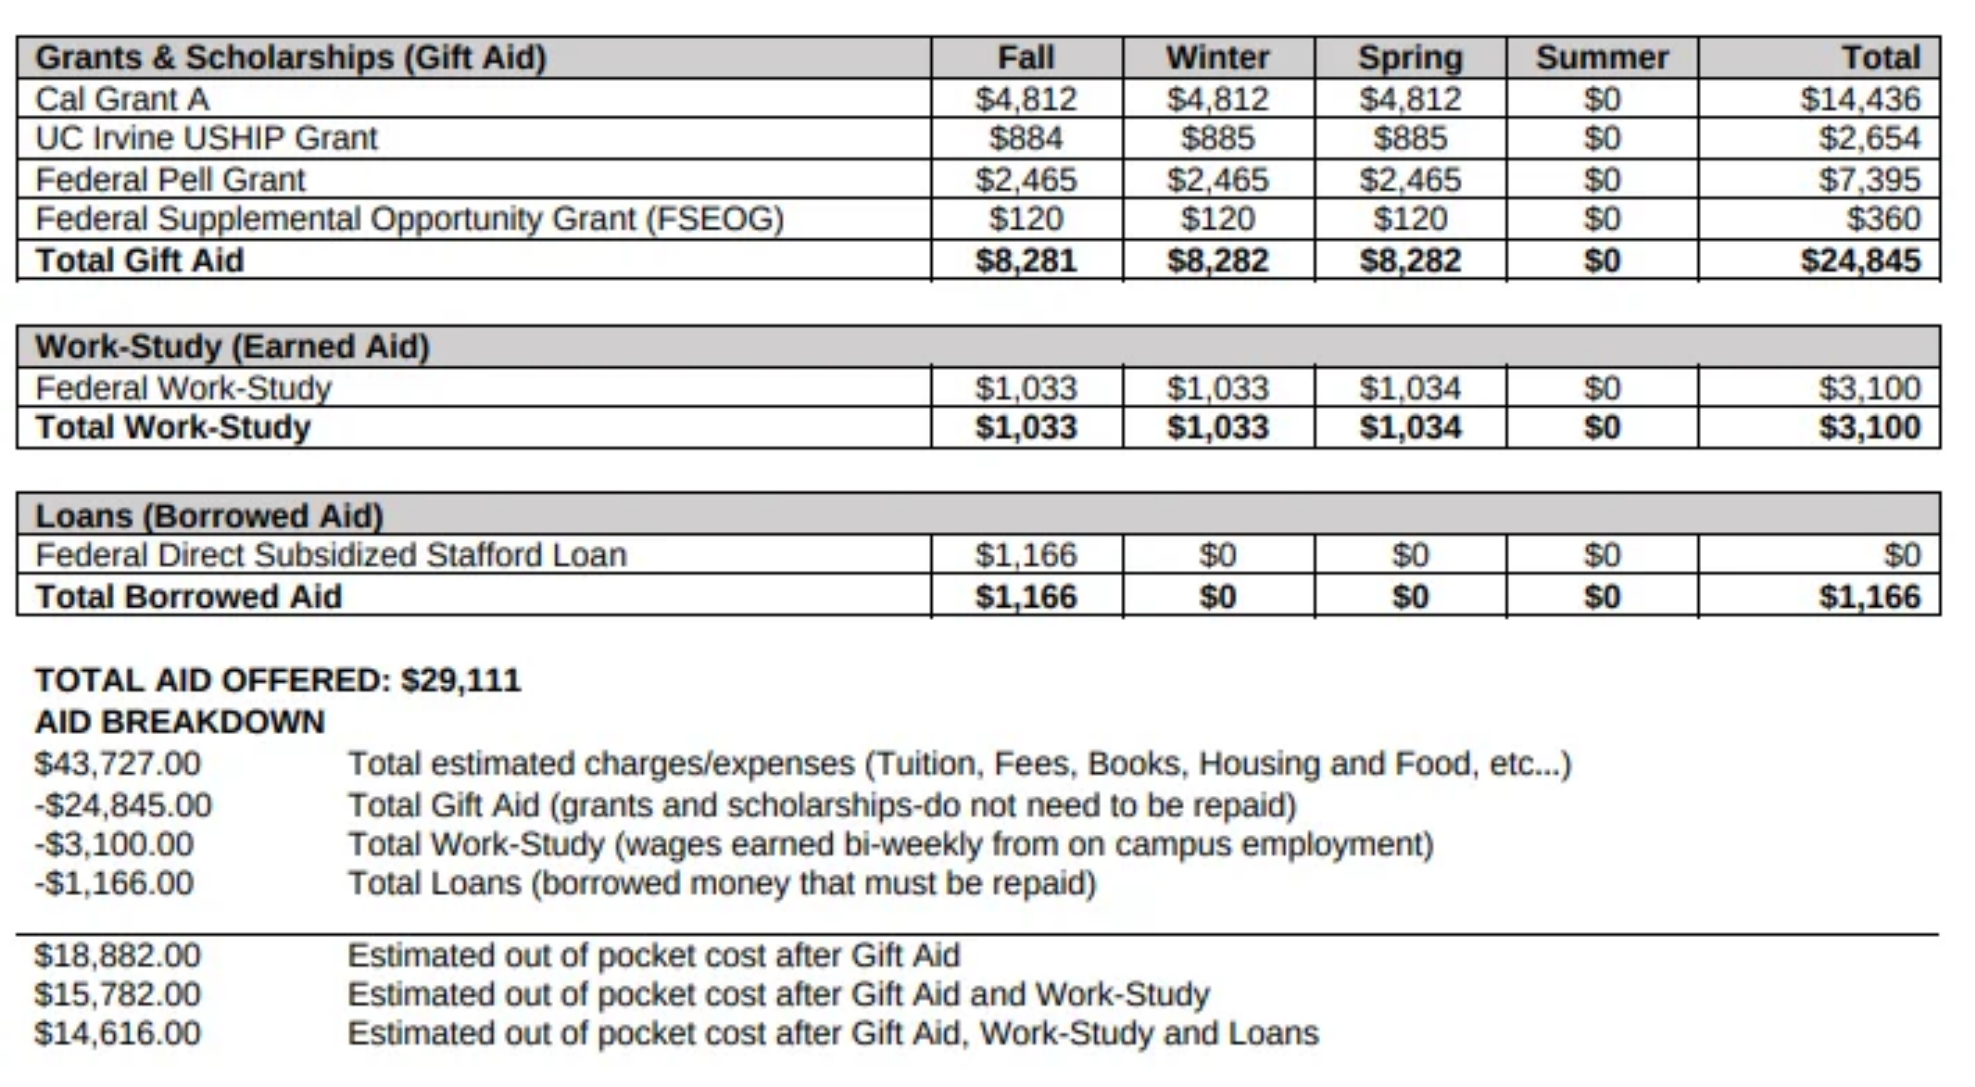 Grants & Scholarships (Gift Aid) Fall Winter Spring Summer Total
Cal Grant A $4,812 $4,812 $4,812 $0 $14,436
UC Irvine USHIP Grant $884 $885 $885 $0 $2,654
Federal Pell Grant $2,465 $2,465 $2,465 $0 $7,395
Federal Supplemental Opportunity Grant (FSEOG) $120 $120 $120 $0 $360
Total Gift Aid $8,281 $8,282 $8,282 $0 $24,845
Work-Study (Earned Aid)
Federal Work-Study $1,033 $1,033 $1,034 $0 $3,100
Total Work-Study $1,033 $1,033 $1,034 $0 $3,100
Loans (Borrowed Aid)
Federal Direct Subsidized Stafford Loan $1,166 $0 $0 $0 $0
Total Borrowed Aid $1,166 $0 $0 $0 $1,166
TOTAL AID OFFERED: $29,111
AID BREAKDOWN
$43,727.00 Total estimated charges/expenses (Tuition, Fees, Books, Housing and Food, etc...)
-$24,845.00 Total Gift Aid (grants and scholarships-do not need to be repaid)
-$3,100.00 Total Work-Study (wages earned bi-weekly from on campus employment)
-$1,166.00 Total Loans (borrowed money that must be repaid)
$18,882.00 Estimated out of pocket cost after Gift Aid
$15,782.00 Estimated out of pocket cost after Gift Aid and Work-Study
$14,616.00 Estimated out of pocket cost after Gift Aid, Work-Study and Loans